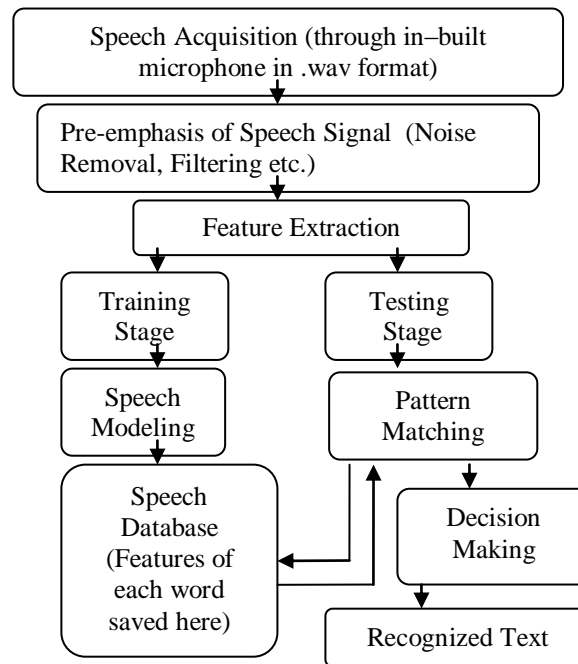 Speech Acquisition (through in–built
microphone in .wav format)
Pre-emphasis of Speech Signal (Noise
Removal, Filtering etc.)
Feature Extraction
Training
Stage
Testing
Stage
Speech
Modeling
Pattern
Matching
Speech
Database
(Features of
each word
saved here)
Decision
Making
Recognized Text